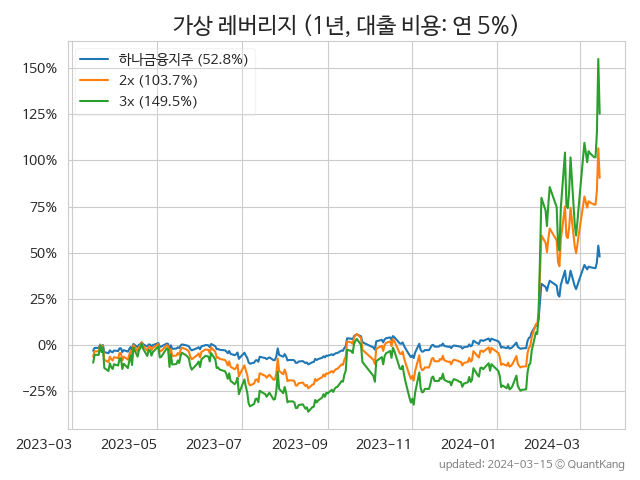 가상 레버리지 (1년, 대출 비용: 연 5%)
하나금융지주 (52.8%)
2x (103.7%)
3x (149.5%)
150%
125%
100%
75%
50%
25%
0%
−25%
2023-03 2023-05 2023-07 2023-09 2023-11 2024-01 2024-03
updated: 2024-03-15 © QuantKang